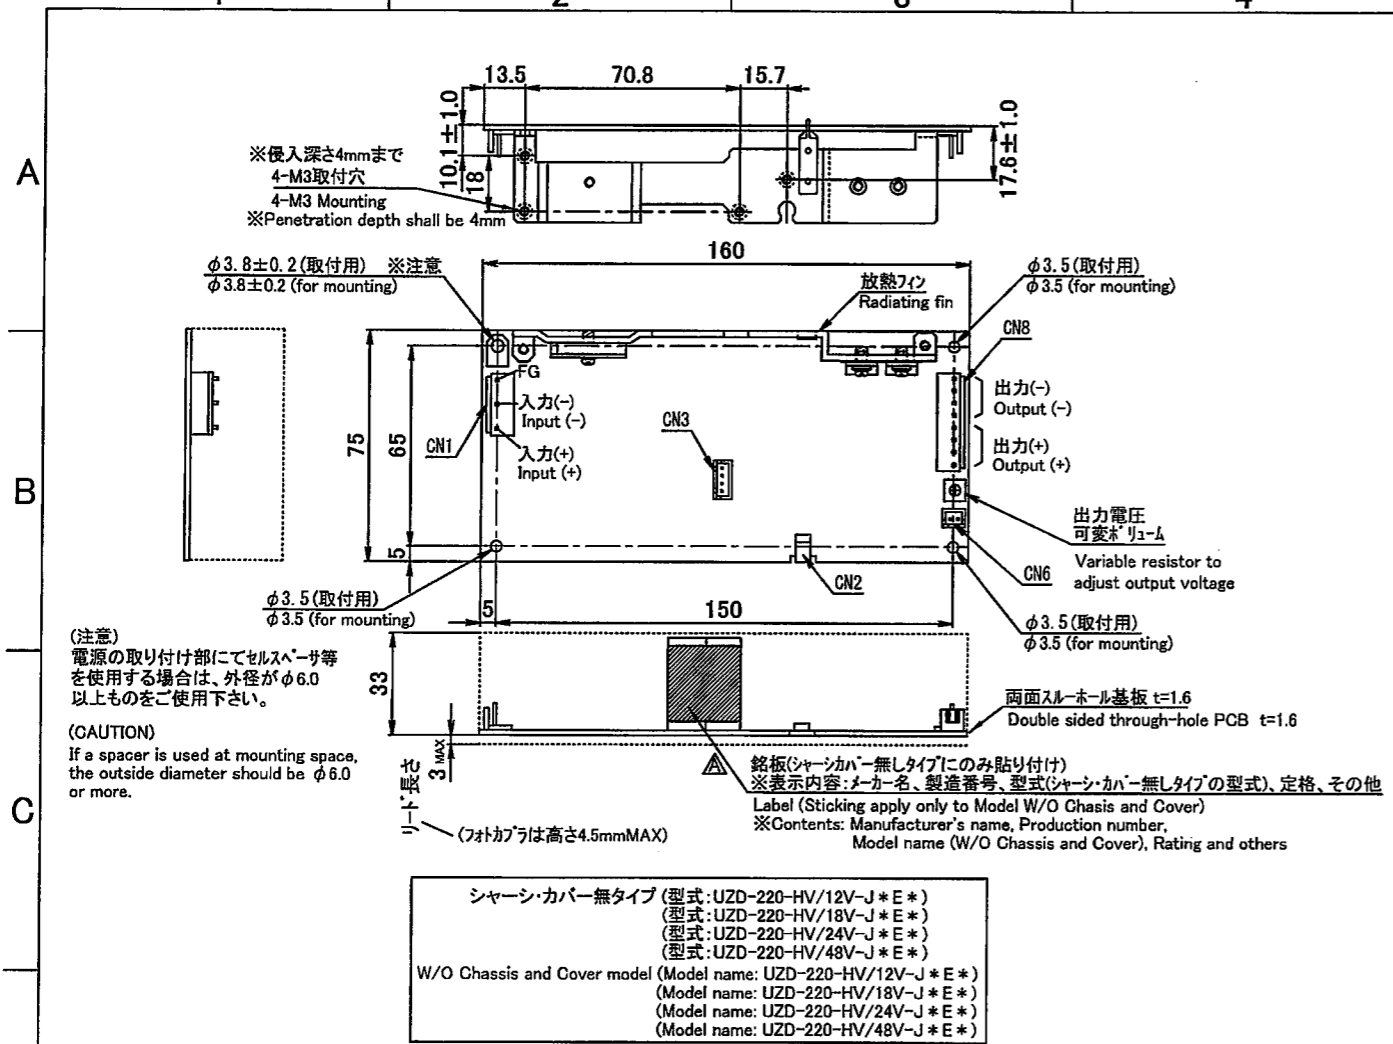 2
3
4
A
B
C
13.5
70.8
15.7
10.1±1.0
18
17.6±1.0
※侵入深さ4mmまで
4-M3取付穴
4-M3 Mounting
※Penetration depth shall be 4mm
φ3.8±0.2(取付用) ※注意
φ3.8±0.2 (for mounting)
160
放熱フィン
Radiating fin
φ3.5(取付用)
φ3.5 (for mounting)
CN8
FG
入力(-)
Input (-)
入力(+)
Input (+)
CN1
CN3
出力(-)
Output (-)
出力(+)
Output (+)
75
65
5
出力電圧
可変ボリューム
Variable resistor to
adjust output voltage
CN6
CN2
φ3.5(取付用)
φ3.5 (for mounting)
5
150
φ3.5(取付用)
φ3.5 (for mounting)
(注意)
電源の取り付け部にてセルスペーサ等
を使用する場合は、外径がφ6.0
以上ものをご使用下さい。
(CAUTION)
If a spacer is used at mounting space,
the outside diameter should be φ6.0
or more.
33
3 MAX
リード長さ
(フォトカプラは高さ4.5mmMAX)
両面スルーホール基板 t=1.6
Double sided through-hole PCB t=1.6
A
銘板(シャーシカバー無しタイプにのみ貼り付け)
※表示内容:メーカー名、製造番号、型式(シャーシ・カバー無しタイプの型式)、定格、その他
Label (Sticking apply only to Model W/O Chasis and Cover)
※Contents: Manufacturer's name, Production number,
Model name (W/O Chassis and Cover), Rating and others
シャーシ・カバー無タイプ (型式:UZD-220-HV/12V-J*E*)
(型式:UZD-220-HV/18V-J*E*)
(型式:UZD-220-HV/24V-J*E*)
(型式:UZD-220-HV/48V-J*E*)
W/O Chassis and Cover model (Model name: UZD-220-HV/12V-J*E*)
(Model name: UZD-220-HV/18V-J*E*)
(Model name: UZD-220-HV/24V-J*E*)
(Model name: UZD-220-HV/48V-J*E*)